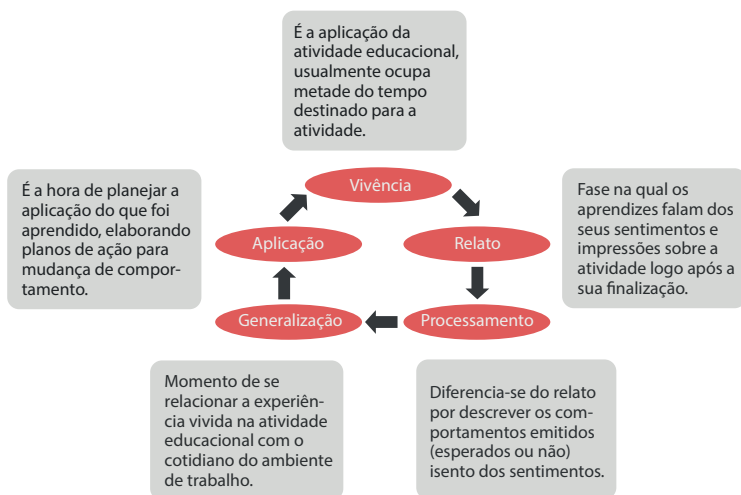 É a aplicação da
atividade educacional,
usualmente ocupa
metade do tempo
destinado para a
atividade.
Vivência
É a hora de planejar a
aplicação do que foi
aprendido, elaborando
planos de ação para
mudança de compor-
tamento.
Aplicação
Relato
Fase na qual os
aprendizes falam dos
seus sentimentos e
impressões sobre a
atividade logo após a
sua finalização.
Generalização
Processamento
Momento de se
relacionar a experiên-
cia vivida na atividade
educacional com o
cotidiano do ambiente
de trabalho.
Diferencia-se do relato
por descrever os com-
portamentos emitidos
(esperados ou não)
isento dos sentimentos.